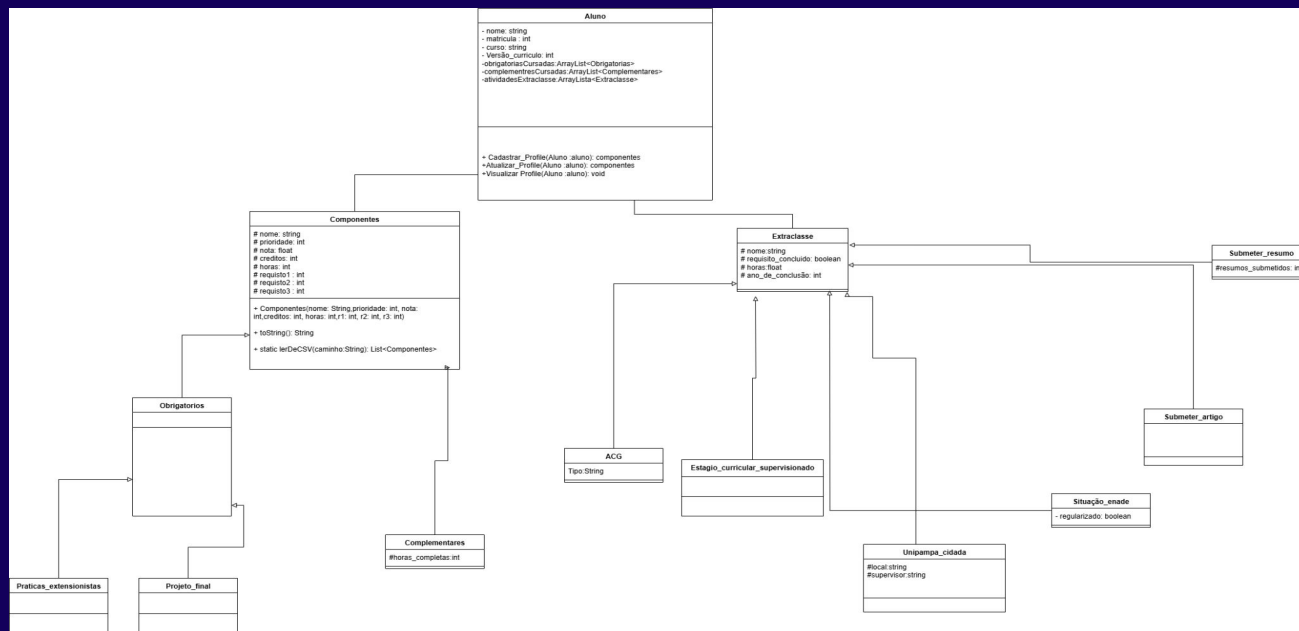 Aluno
- nome: string
- matricula : int
- curso: string
- Versão_curriculo: int
-obrigatoriasCursadas:ArrayList<Obrigatorias>
-complementresCursadas:ArrayList<Complementares>
-atividadesExtraclasse:ArrayLista<Extraclasse>
+ Cadastrar_Profile(Aluno :aluno): componentes
+Atualizar_Profile(Aluno :aluno): componentes
+Visualizar Profile(Aluno :aluno): void
Componentes
# nome: string
# prioridade: int
# nota: float
# creditos: int
# horas: int
# requisto1 : int
# requisto2 : int
# requisto3 : int
+ Componentes(nome: String,prioridade: int, nota:
int,creditos: int, horas: int,r1: int, r2: int, r3: int)
+ toString(): String
+ static lerDeCSV(caminho:String): List<Componentes>
Extraclasse
# nome:string
# requisito_concluido: boolean
# horas:float
# ano_de_conclusão: int
Submeter_resumo
#resumos_submetidos: in
Obrigatorios
Submeter_artigo
ACG
Tipo:String
Estagio_curricular_supervisionado
Situação_enade
- regularizado: boolean
Complementares
#horas_completas:int
Unipampa_cidada
#local:string
#supervisor:string
Praticas_extensionistas
Projeto_final